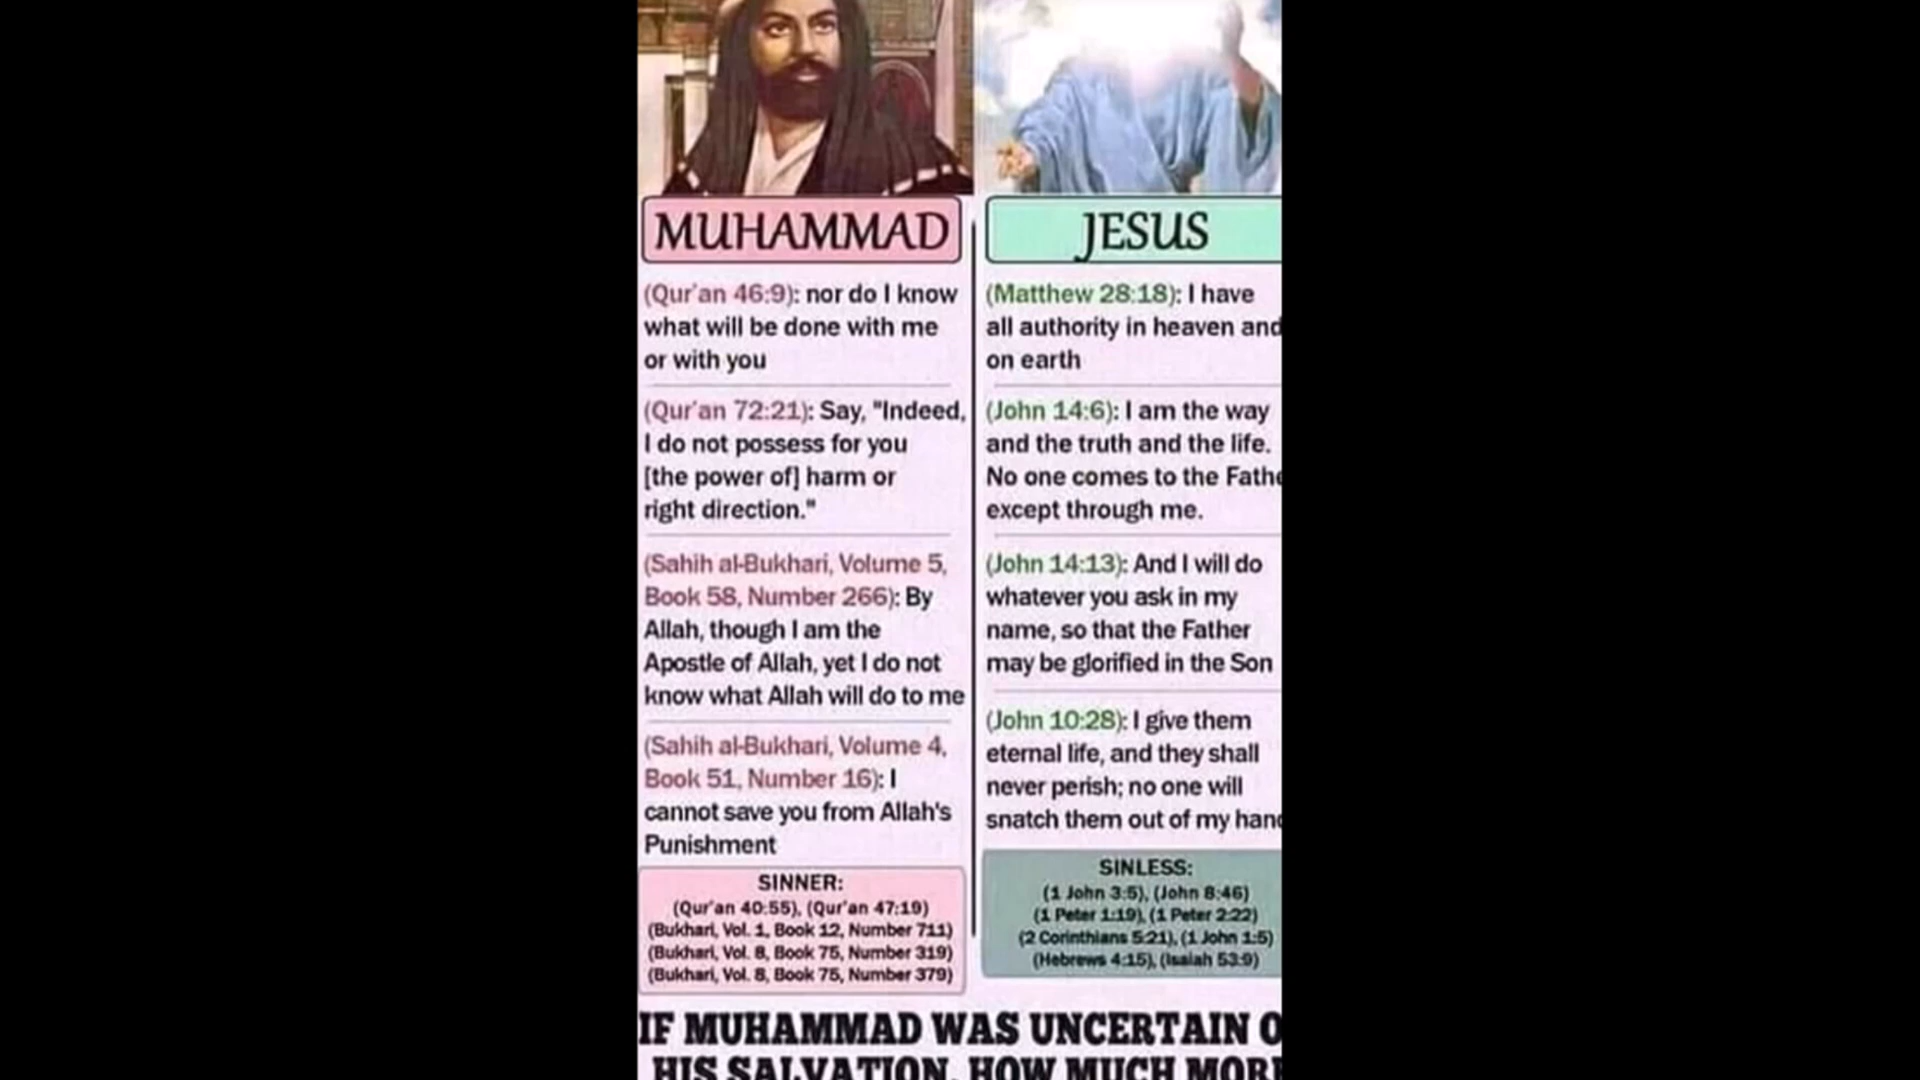 MUHAMMAD
(Qur'an 46:9): nor do I know
what will be done with me
or with you
(Qur'an 72:21): Say, "Indeed,
I do not possess for you
[the power of] harm or
right direction."
(Sahih al-Bukhari, Volume 5,
Book 58, Number 266): By
Allah, though I am the
Apostle of Allah, yet I do not
know what Allah will do to me
(Sahih al-Bukhari, Volume 4,
Book 51, Number 16): I
cannot save you from Allah's
Punishment
SINNER:
(Qur'an 40:55), (Qur'an 47:19)
(Bukhari, Vol. 1, Book 12, Number 711)
(Bukhari, Vol. 8, Book 75, Number 319)
(Bukhari, Vol. 8, Book 75, Number 379)
JESUS
(Matthew 28:18): I have
all authority in heaven and
on earth
(John 14:6): I am the way
and the truth and the life.
No one comes to the Fathe
except through me.
(John 14:13): And I will do
whatever you ask in my
name, so that the Father
may be glorified in the Son
(John 10:28): I give them
eternal life, and they shall
never perish; no one will
snatch them out of my hand
SINLESS:
(1 John 3:5), (John 8:46)
(1 Peter 1:19), (1 Peter 2:22)
(2 Corinthians 5:21), (1 John 1:5)
(Hebrews 4:15), (Isaiah 53:9)
IF MUHAMMAD WAS UNCERTAIN O
HIS SALVATION, HOW MUCH MORE